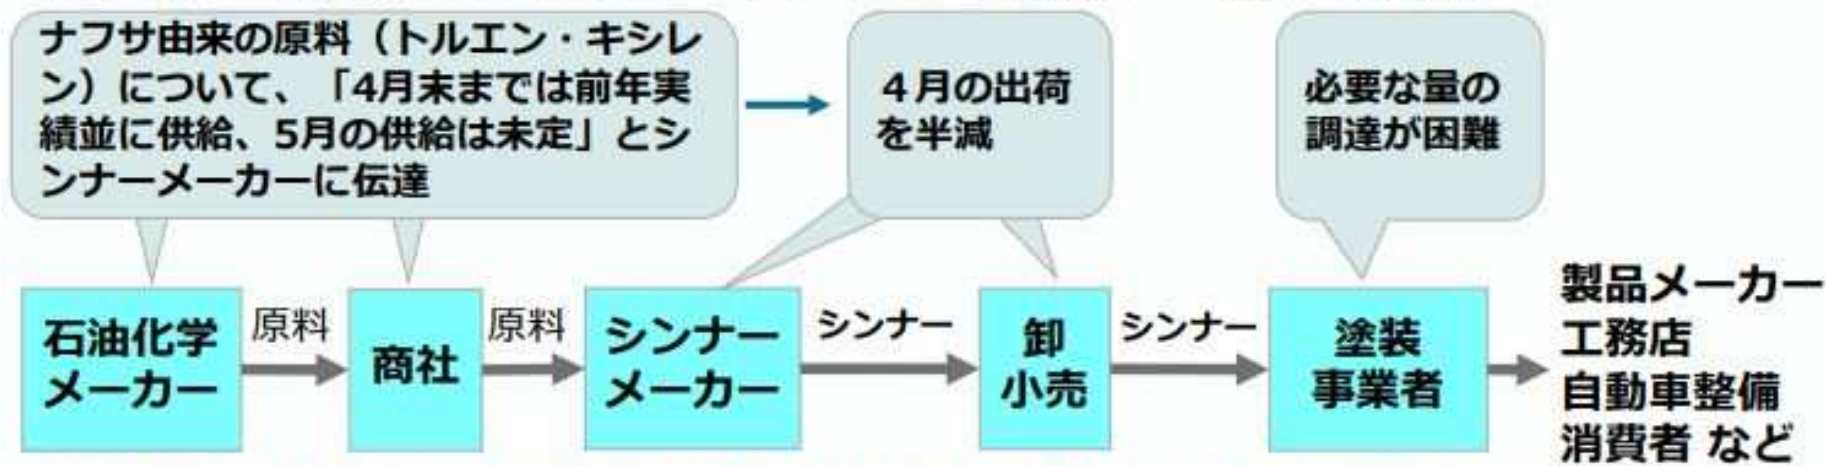 ナフサ由来の原料（トルエン・キシレ
ン）について、「4月末までは前年実
績並に供給、5月の供給は未定」とシ
ンナーメーカーに伝達
４月の出荷
を半減
必要な量の
調達が困難
石油化学
メーカー
原料
商社
原料
シンナー
メーカー
シンナー
卸
小売
シンナー
塗装
事業者
製品メーカー
工務店
自動車整備
消費者 など